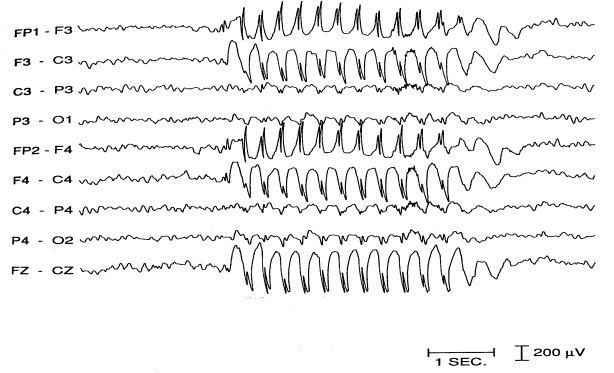 FP1 - F3
F3 - C3
C3 - P3
P3 - O1
FP2 - F4
F4 - C4
C4 - P4
P4 - O2
FZ - CZ
1 SEC.
200 µV